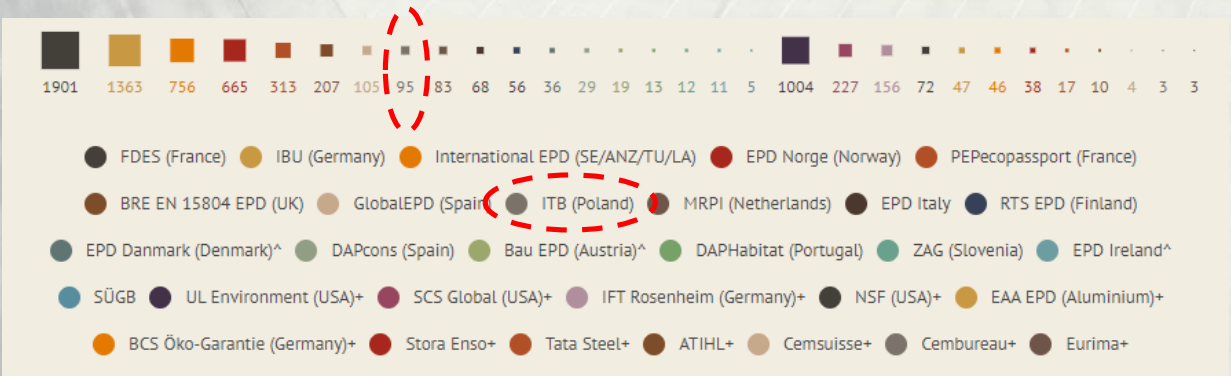 1901 1363 756 665 313 207 105 95 83 68 56 36 29 19 13 12 11 5 1004 227 156 72 47 46 38 17 10 4 3 3
FDES (France) IBU (Germany) International EPD (SE/ANZ/TU/LA) EPD Norge (Norway) PEPecopassport (France)
BRE EN 15804 EPD (UK) GlobalEPD (Spain ITB (Poland) MRPI (Netherlands) EPD Italy RTS EPD (Finland)
EPD Danmark (Denmark)^ DAPcons (Spain) Bau EPD (Austria)^ DAPHabitat (Portugal) ZAG (Slovenia) EPD Ireland^
SÜGB UL Environment (USA)+ SCS Global (USA)+ IFT Rosenheim (Germany)+ NSF (USA)+ EAA EPD (Aluminium)+
BCS Öko-Garantie (Germany)+ Stora Enso+ Tata Steel+ ATIHL+ Cemsuisse+ Cembureau+ Eurima+